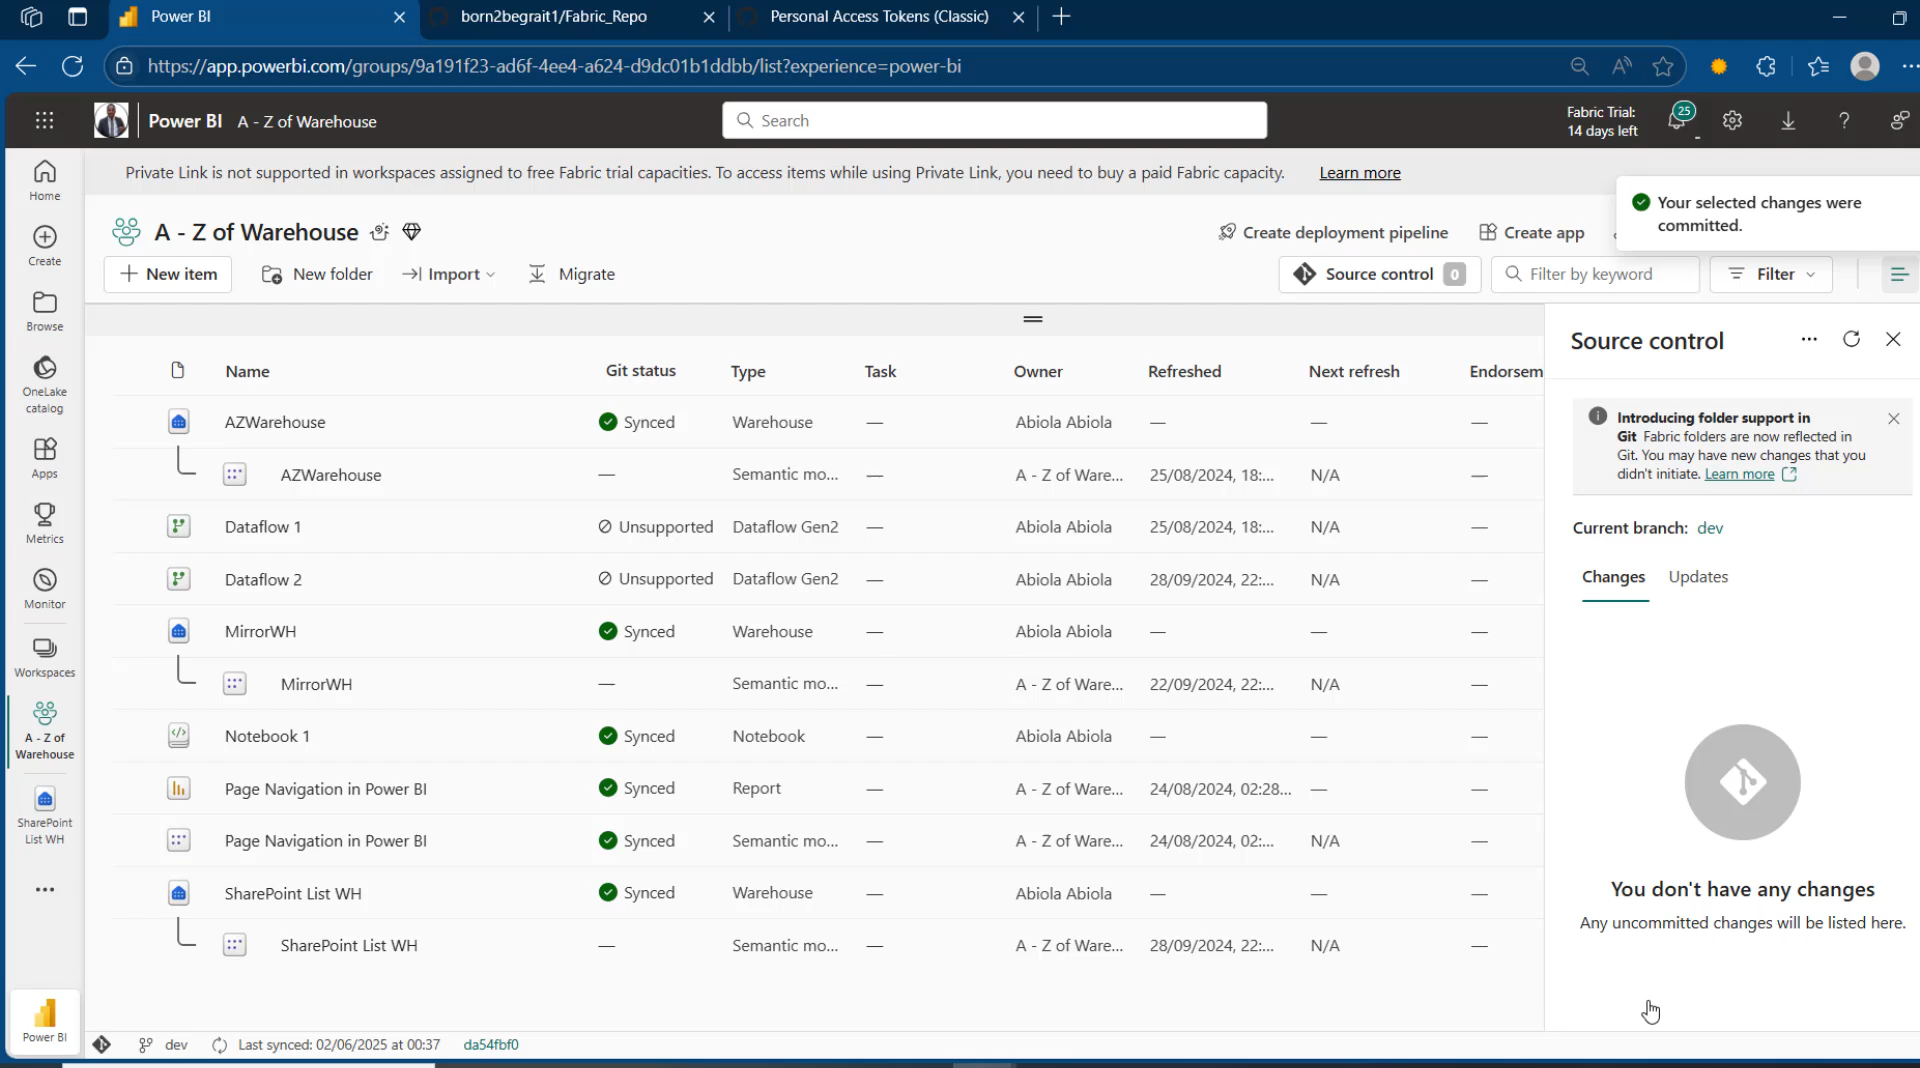 Power BI
born2begrait1/Fabric_Repo
Personal Access Tokens (Classic)
https://app.powerbi.com/groups/9a191f23-ad6f-4ee4-a624-d9dc01b1ddbb/list?experience=power-bi
Power BI A - Z of Warehouse
Search
Fabric Trial:
14 days left
25
Private Link is not supported in workspaces assigned to free Fabric trial capacities. To access items while using Private Link, you need to buy a paid Fabric capacity. Learn more
Your selected changes were
committed.
A - Z of Warehouse
Create deployment pipeline
Create app
New item
New folder
Import
Migrate
Source control 0
Filter by keyword
Filter
Home
Create
Browse
OneLake
catalog
Apps
Metrics
Monitor
Workspaces
A - Z of
Warehouse
SharePoint
List WH
Power BI
Name Git status Type Task Owner Refreshed Next refresh Endorsem
AZWarehouse Synced Warehouse — Abiola Abiola — — —
AZWarehouse — Semantic mo... — A - Z of Ware... 25/08/2024, 18:... N/A —
Dataflow 1 Unsupported Dataflow Gen2 — Abiola Abiola 25/08/2024, 18:... N/A —
Dataflow 2 Unsupported Dataflow Gen2 — Abiola Abiola 28/09/2024, 22:... N/A —
MirrorWH Synced Warehouse — Abiola Abiola — — —
MirrorWH — Semantic mo... — A - Z of Ware... 22/09/2024, 22:... N/A —
Notebook 1 Synced Notebook — Abiola Abiola — — —
Page Navigation in Power BI Synced Report — A - Z of Ware... 24/08/2024, 02:28... — —
Page Navigation in Power BI Synced Semantic mo... — A - Z of Ware... 24/08/2024, 02:... N/A —
SharePoint List WH Synced Warehouse — Abiola Abiola — — —
SharePoint List WH — Semantic mo... — A - Z of Ware... 28/09/2024, 22:... N/A —
Source control
Introducing folder support in
Git Fabric folders are now reflected in
Git. You may have new changes that you
didn't initiate. Learn more
Current branch: dev
Changes Updates
You don't have any changes
Any uncommitted changes will be listed here.
dev Last synced: 02/06/2025 at 00:37 da54fbf0